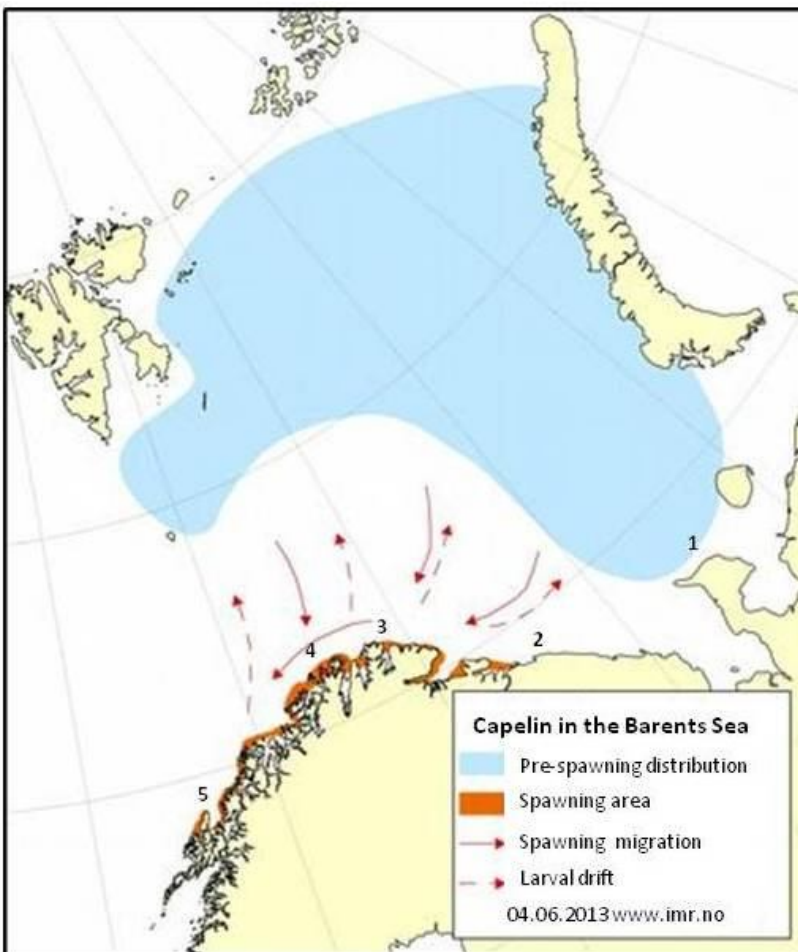 1
2
3
4
5
Capelin in the Barents Sea
Pre-spawning distribution
Spawning area
Spawning migration
Larval drift
04.06.2013 www.imr.no